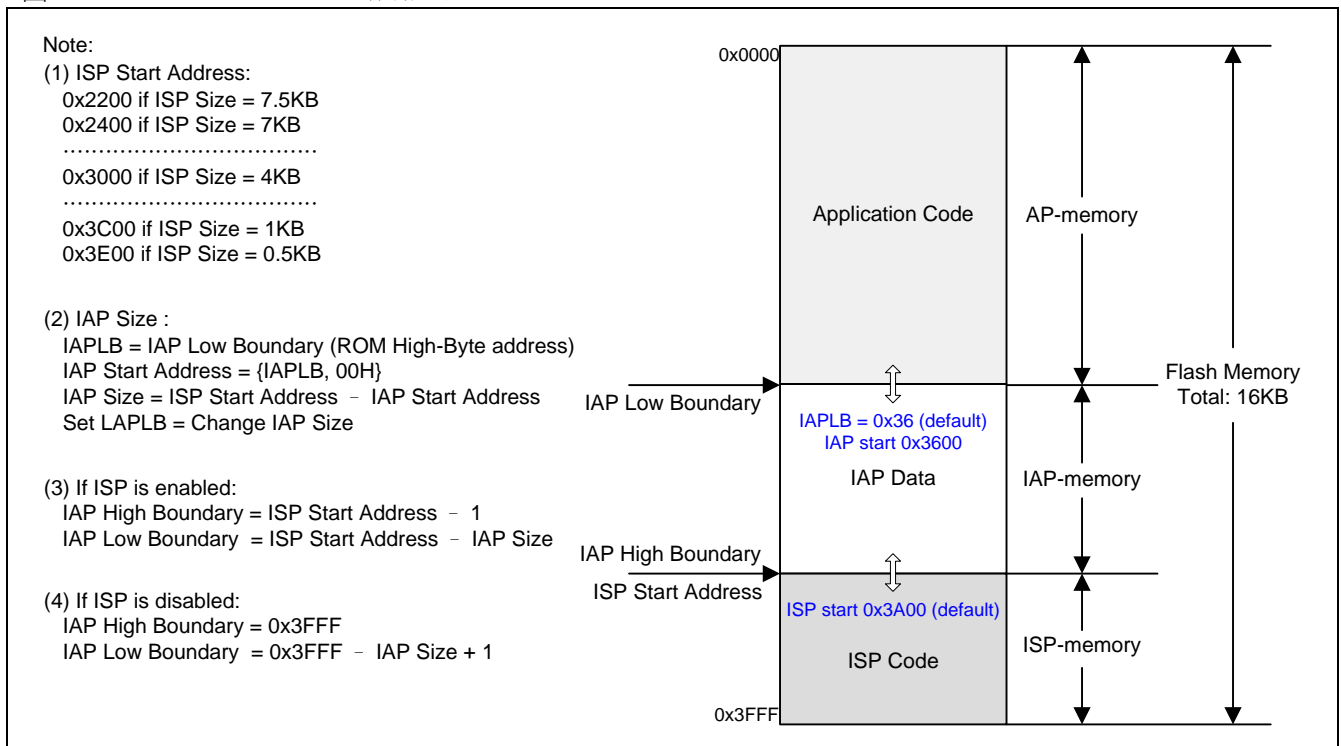 Note:
(1) ISP Start Address:
0x2200 if ISP Size = 7.5KB
0x2400 if ISP Size = 7KB
....................................
0x3000 if ISP Size = 4KB
....................................
0x3C00 if ISP Size = 1KB
0x3E00 if ISP Size = 0.5KB
(2) IAP Size :
IAPLB = IAP Low Boundary (ROM High-Byte address)
IAP Start Address = {IAPLB, 00H}
IAP Size = ISP Start Address – IAP Start Address
Set LAPLB = Change IAP Size
(3) If ISP is enabled:
IAP High Boundary = ISP Start Address – 1
IAP Low Boundary = ISP Start Address – IAP Size
(4) If ISP is disabled:
IAP High Boundary = 0x3FFF
IAP Low Boundary = 0x3FFF – IAP Size + 1
0x0000
Application Code
AP-memory
IAP Low Boundary
IAPLB = 0x36 (default)
IAP start 0x3600
IAP Data
IAP-memory
Flash Memory
Total: 16KB
IAP High Boundary
ISP Start Address
ISP start 0x3A00 (default)
ISP Code
ISP-memory
0x3FFF